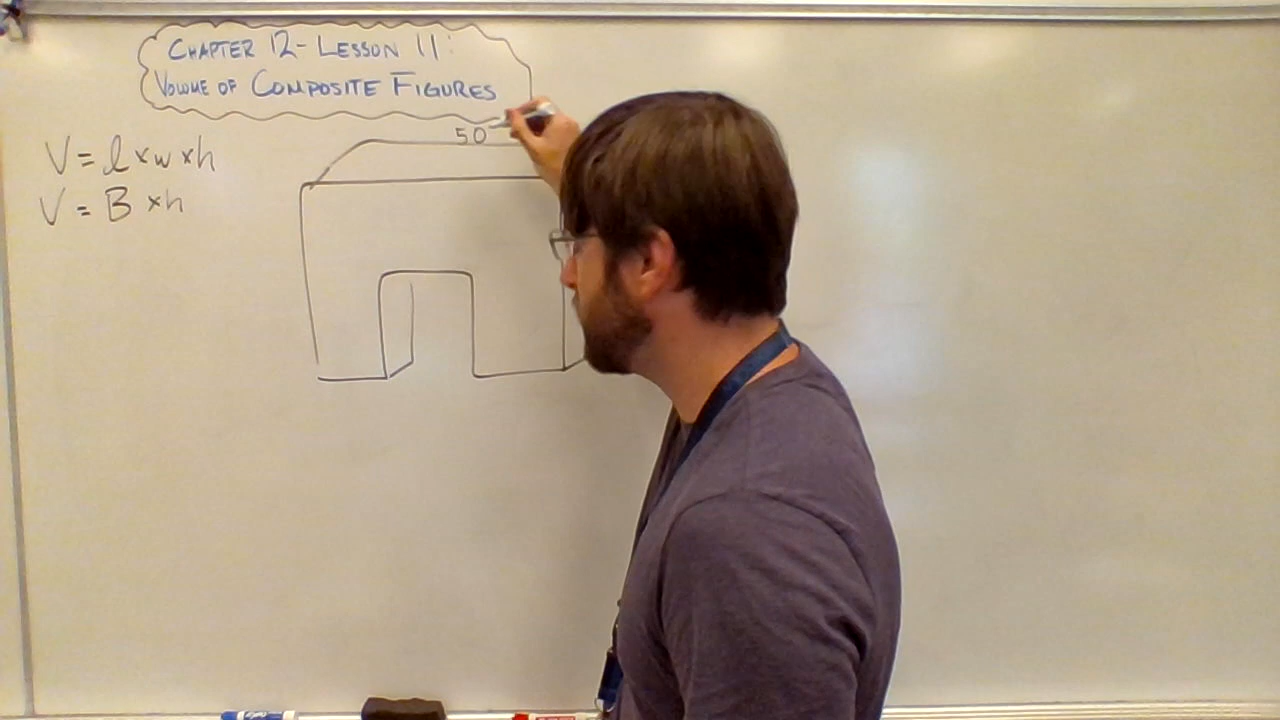 CHAPTER 12- LESSON 11:
VOLUME OF COMPOSITE FIGURES
50
V = l × w × h
V = B × h